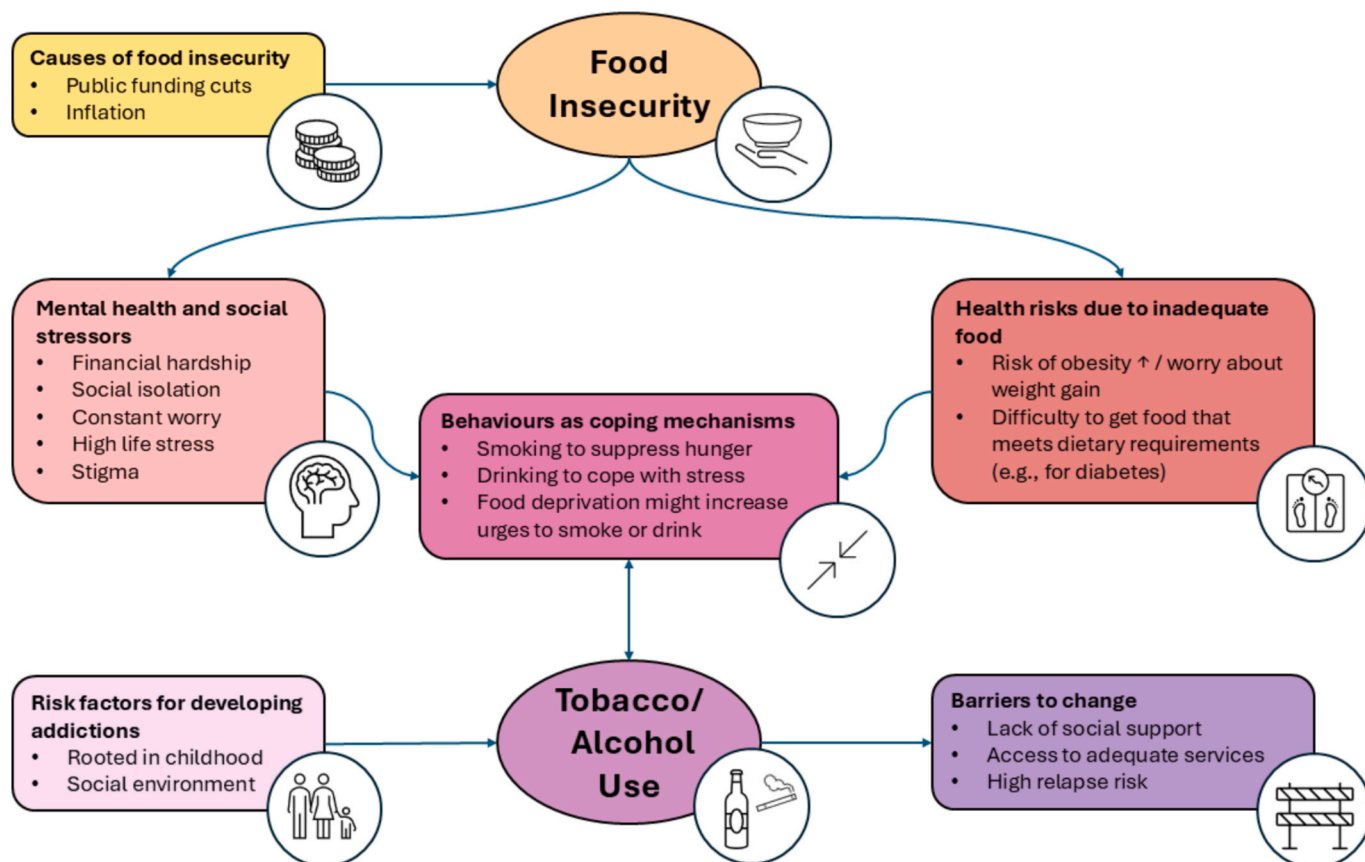 Causes of food insecurity
• Public funding cuts
• Inflation
Food
Insecurity
Mental health and social
stressors
• Financial hardship
• Social isolation
• Constant worry
• High life stress
• Stigma
Health risks due to inadequate
food
• Risk of obesity ↑ / worry about
weight gain
• Difficulty to get food that
meets dietary requirements
(e.g., for diabetes)
Behaviours as coping mechanisms
• Smoking to suppress hunger
• Drinking to cope with stress
• Food deprivation might increase
urges to smoke or drink
Risk factors for developing
addictions
• Rooted in childhood
• Social environment
Tobacco/
Alcohol
Use
Barriers to change
• Lack of social support
• Access to adequate services
• High relapse risk